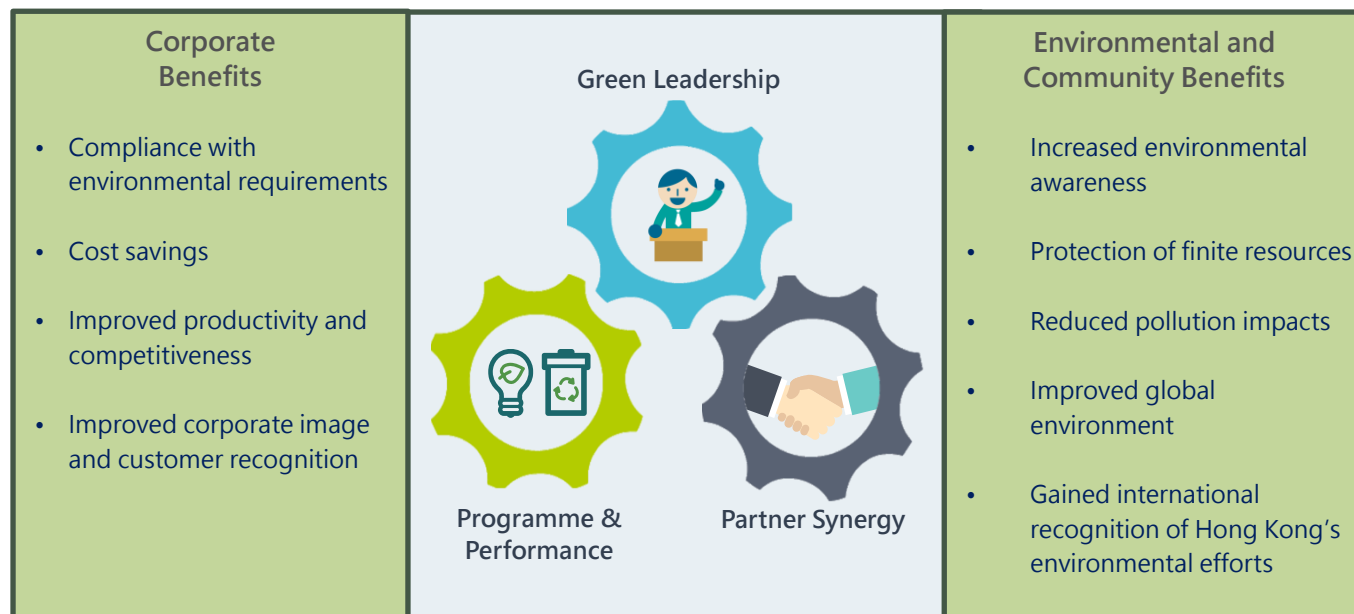 Corporate
Benefits
• Compliance with
environmental requirements
• Cost savings
• Improved productivity and
competitiveness
• Improved corporate image
and customer recognition
Green Leadership
Programme &
Performance
Partner Synergy
Environmental and
Community Benefits
• Increased environmental
awareness
• Protection of finite resources
• Reduced pollution impacts
• Improved global
environment
• Gained international
recognition of Hong Kong’s
environmental efforts